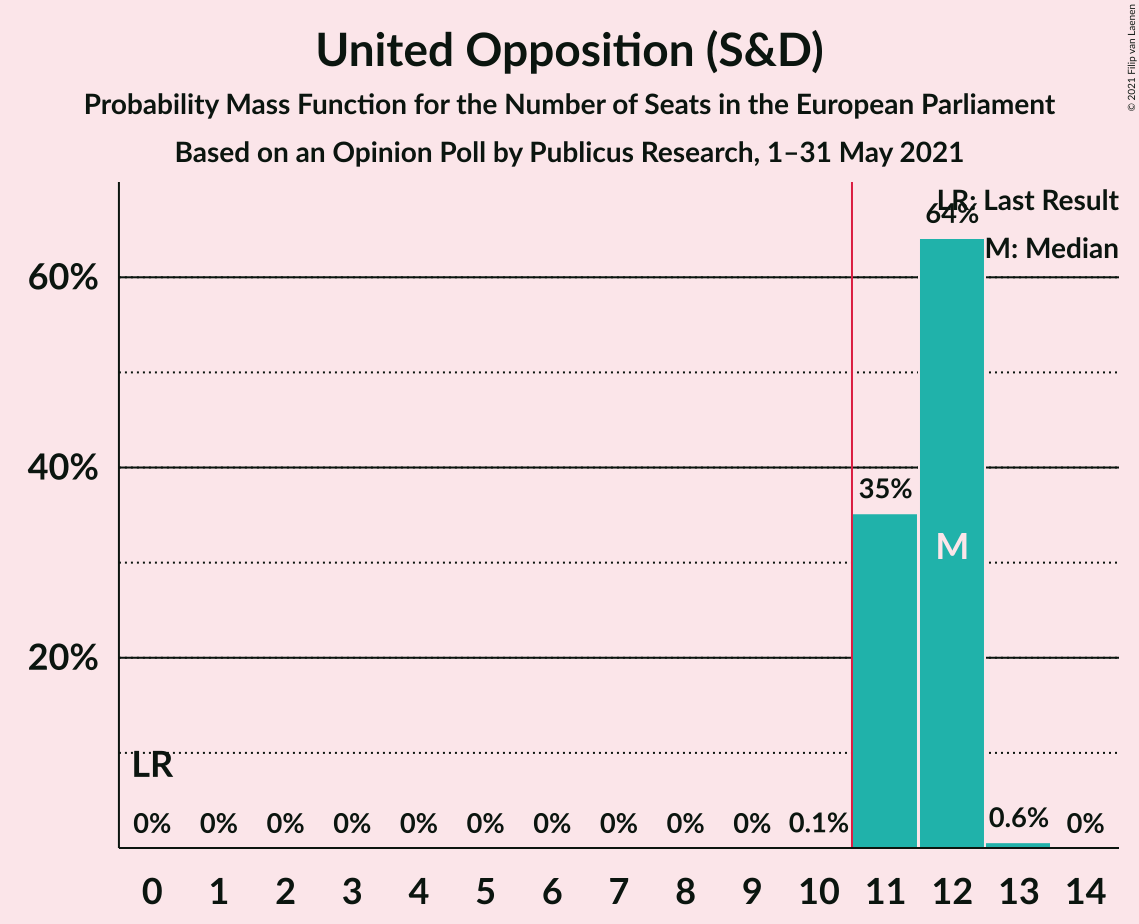 United Opposition (S&D)
Probability Mass Function for the Number of Seats in the European Parliament
Based on an Opinion Poll by Publicus Research, 1–31 May 2021
© 2021 Filip van Laenen
LR: Last Result
M: Median
64%
60%
40%
35%
M
20%
LR
0% 0% 0% 0% 0% 0% 0% 0% 0% 0% 0.1% 0.6% 0%
0 1 2 3 4 5 6 7 8 9 10 11 12 13 14